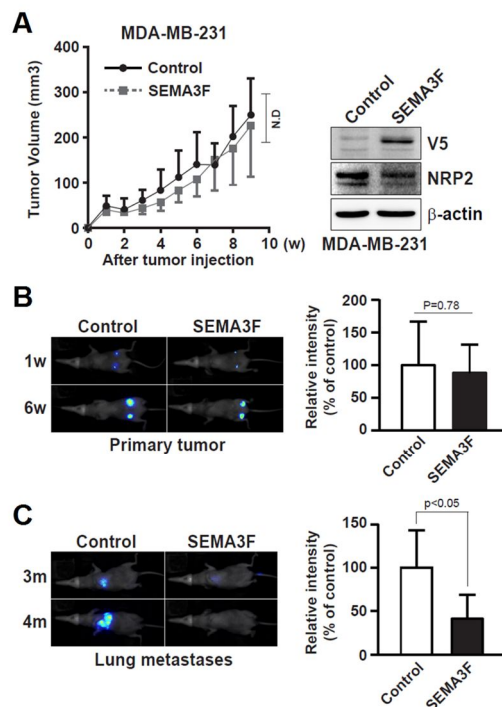 A
MDA-MB-231
Tumor Volume (mm3)
400
300
200
100
0
Control
SEMA3F
N.D
0 2 4 6 8 10 (w)
After tumor injection
Control
SEMA3F
V5
NRP2
β-actin
MDA-MB-231
B
Control
SEMA3F
1w
6w
Primary tumor
Relative intensity
(% of control)
200
150
100
50
0
P=0.78
Control
SEMA3F
C
Control
SEMA3F
3m
4m
Lung metastases
Relative intensity
(% of control)
150
100
50
0
p<0.05
Control
SEMA3F